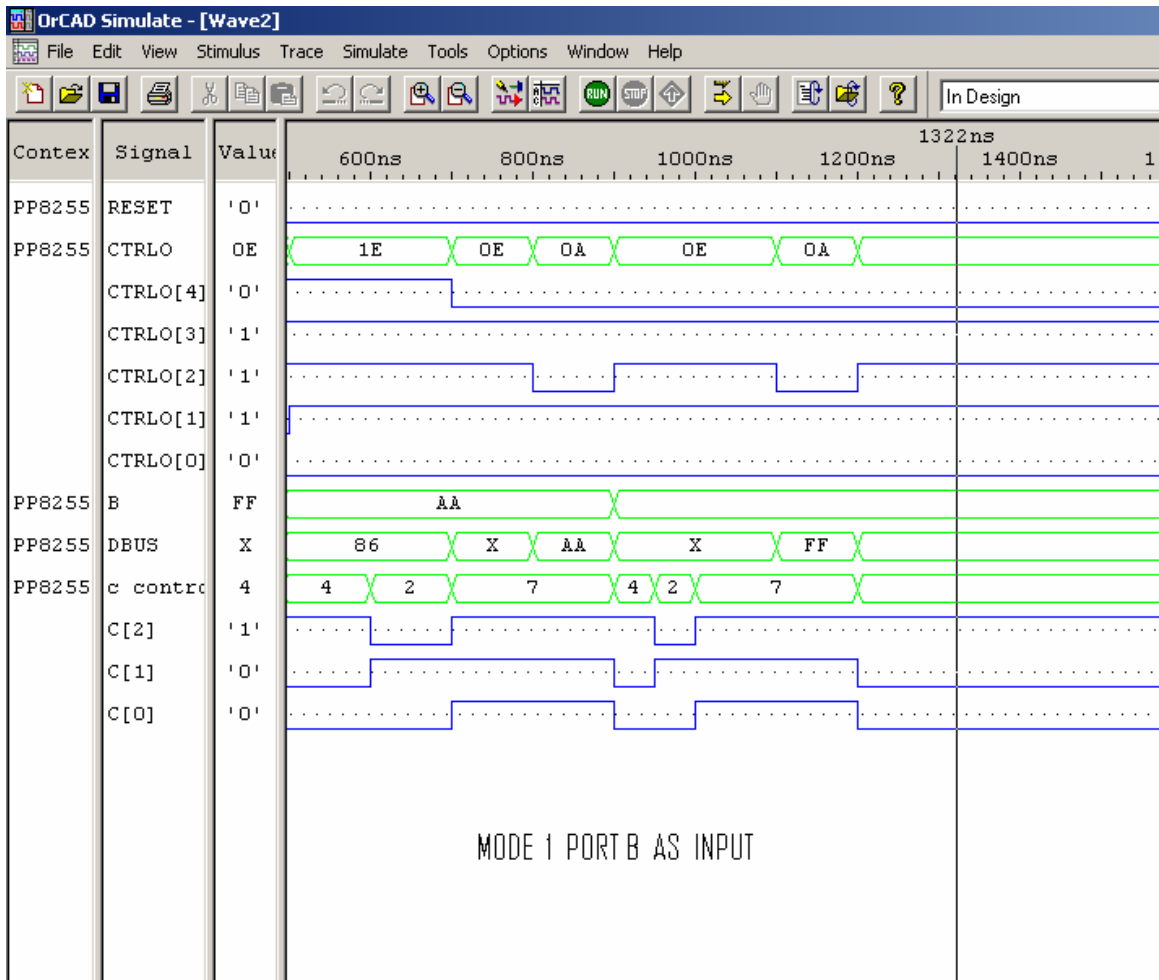 OrCAD Simulate - [Wave2]
File Edit View Stimulus Trace Simulate Tools Options Window Help
RUN STOP In Design
1322ns
Contex Signal Value 600ns 800ns 1000ns 1200ns 1400ns 1
PP8255 RESET '0'
PP8255 CTRLO 0E 1E 0E 0A 0E 0A
CTRLO[4] '0'
CTRLO[3] '1'
CTRLO[2] '1'
CTRLO[1] '1'
CTRLO[0] '0'
PP8255 B FF AA
PP8255 DBUS X 86 X AA X FF
PP8255 c contro 4 4 2 7 4 2 7
C[2] '1'
C[1] '0'
C[0] '0'
MODE 1 PORT B AS INPUT